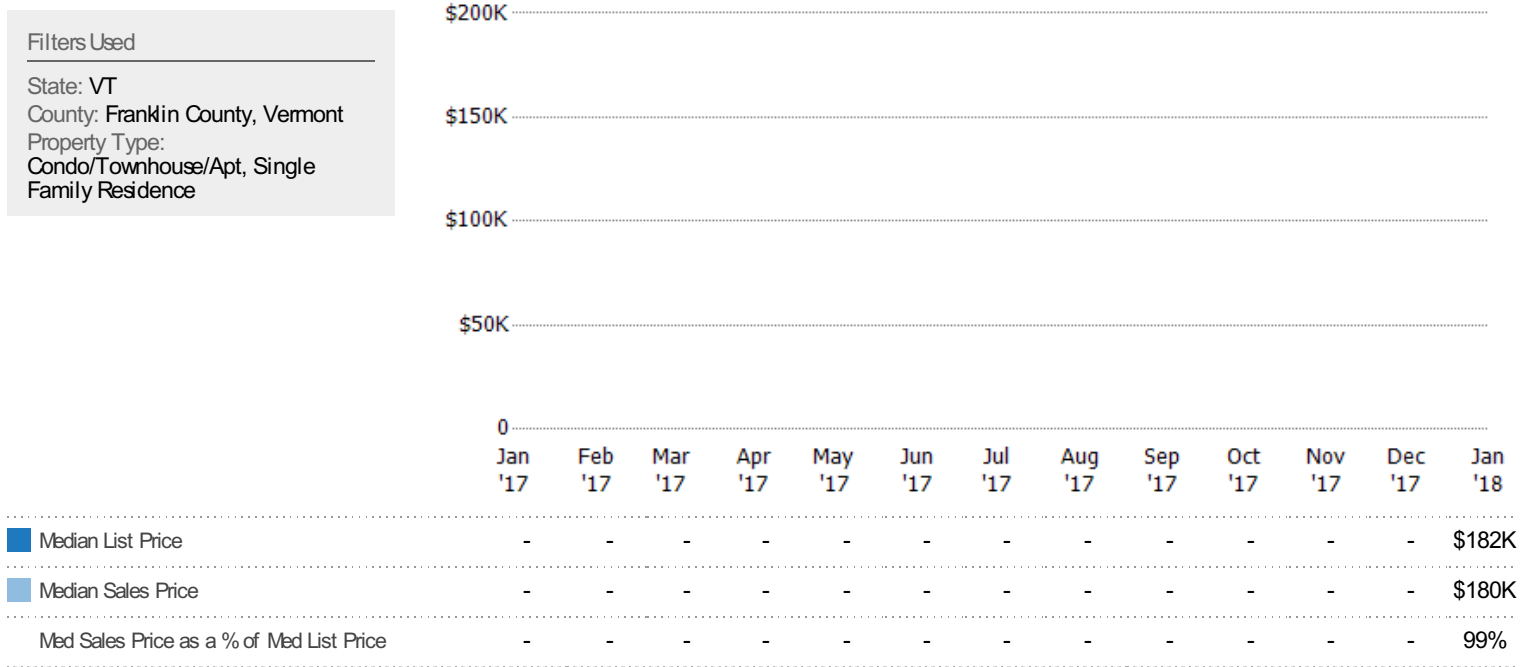 Filters Used
State: VT
County: Franklin County, Vermont
Property Type:
Condo/Townhouse/Apt, Single
Family Residence
$200K
$150K
$100K
$50K
0
Jan Feb Mar Apr May Jun Jul Aug Sep Oct Nov Dec Jan
'17 '17 '17 '17 '17 '17 '17 '17 '17 '17 '17 '17 '18
Median List Price - - - - - - - - - - - - $182K
Median Sales Price - - - - - - - - - - - - $180K
Med Sales Price as a % of Med List Price - - - - - - - - - - - - 99%